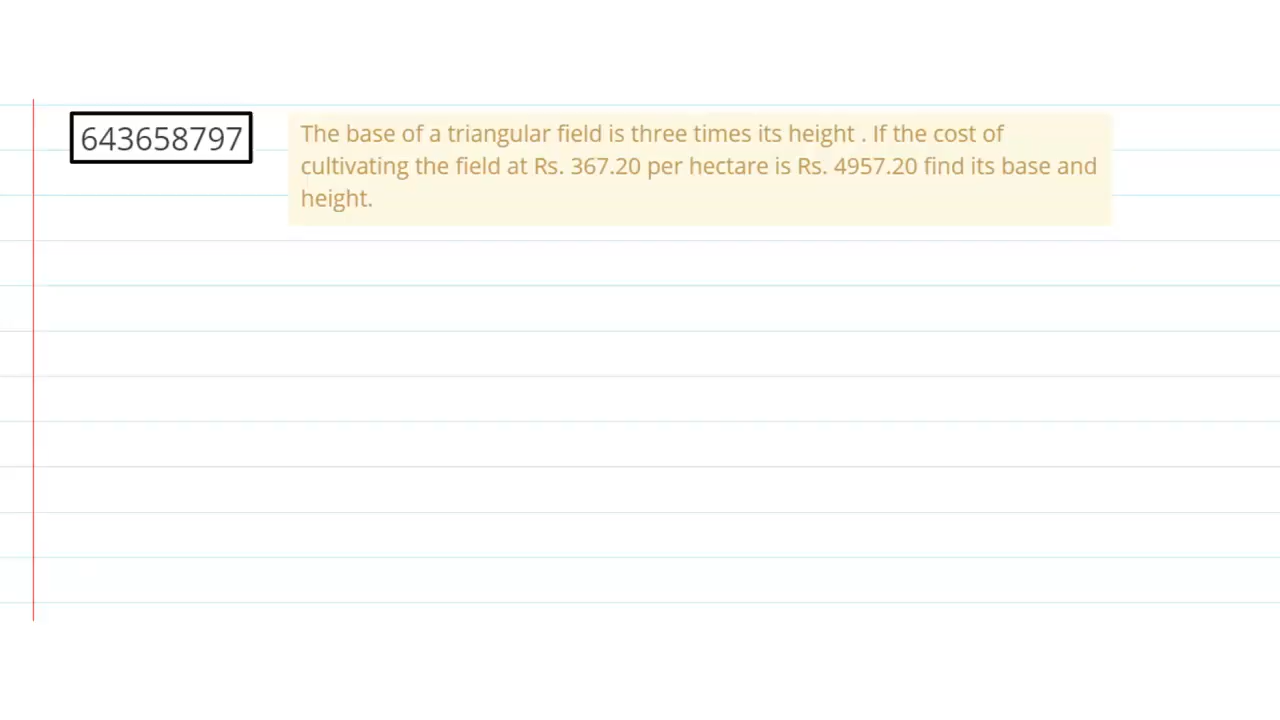 643658797
The base of a triangular field is three times its height . If the cost of
cultivating the field at Rs. 367.20 per hectare is Rs. 4957.20 find its base and
height.